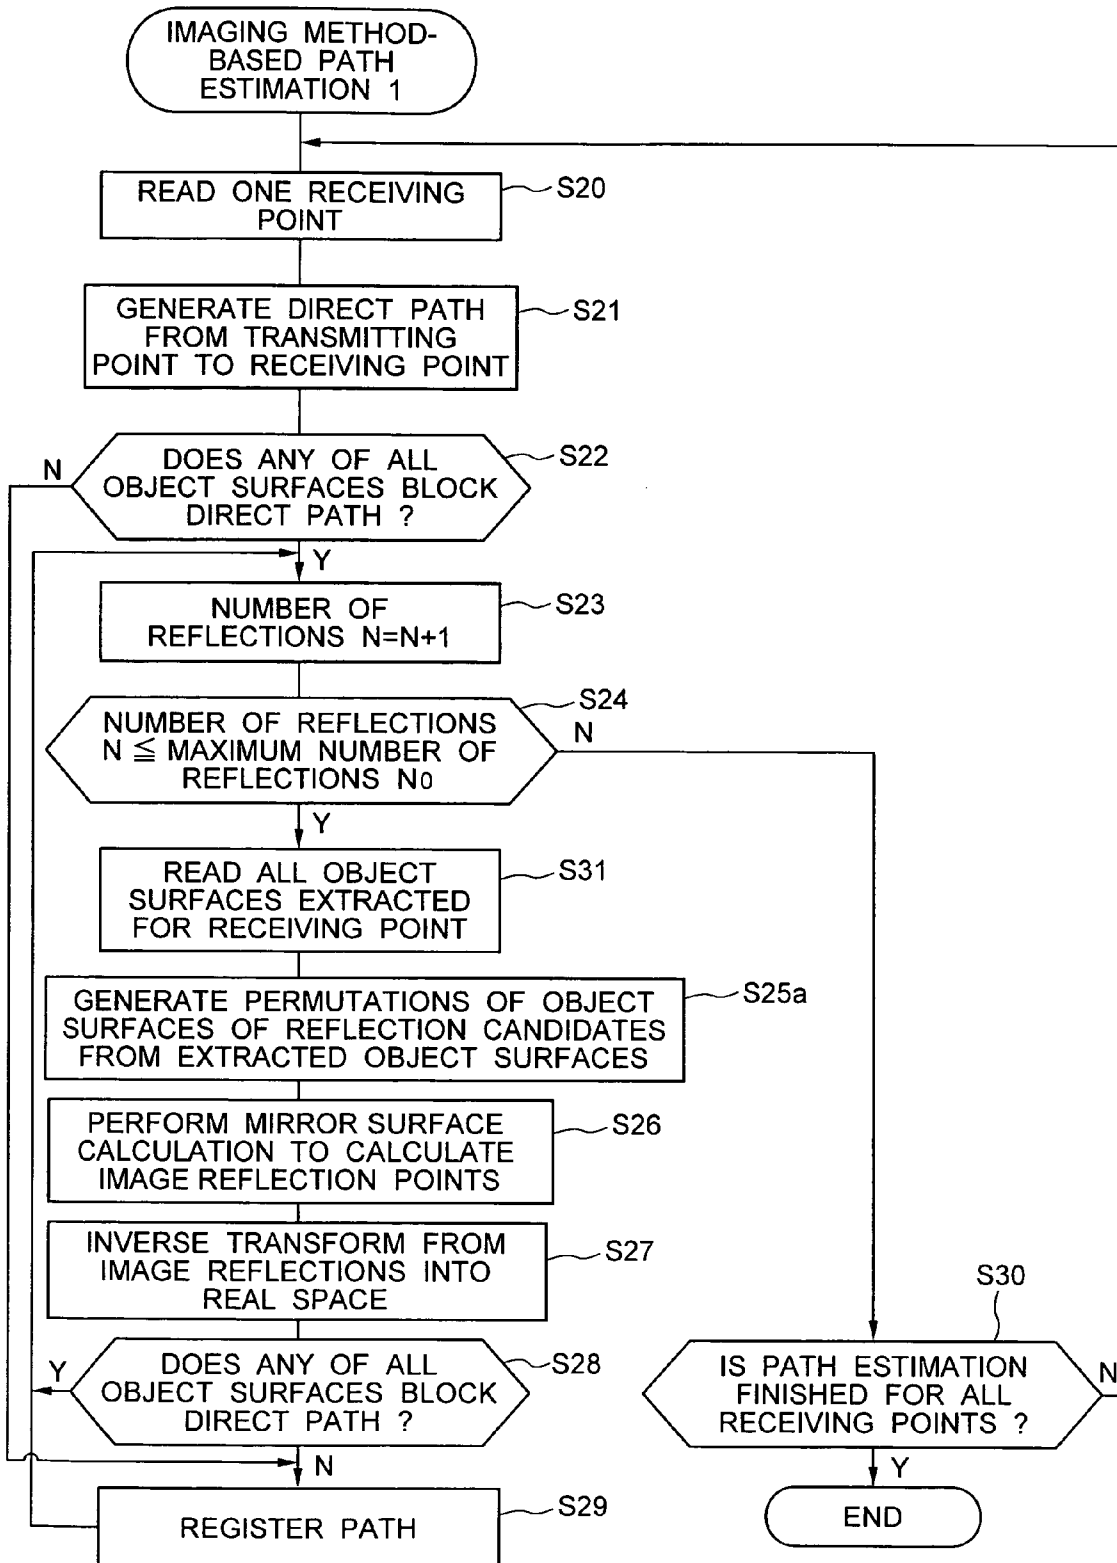 IMAGING METHOD-
BASED PATH
ESTIMATION 1
READ ONE RECEIVING
POINT
S20
GENERATE DIRECT PATH
FROM TRANSMITTING
POINT TO RECEIVING POINT
S21
DOES ANY OF ALL
OBJECT SURFACES BLOCK
DIRECT PATH ?
S22
N
Y
NUMBER OF
REFLECTIONS N=N+1
S23
NUMBER OF REFLECTIONS
N ≦ MAXIMUM NUMBER OF
REFLECTIONS N0
S24
N
Y
READ ALL OBJECT
SURFACES EXTRACTED
FOR RECEIVING POINT
S31
GENERATE PERMUTATIONS OF OBJECT
SURFACES OF REFLECTION CANDIDATES
FROM EXTRACTED OBJECT SURFACES
S25a
PERFORM MIRROR SURFACE
CALCULATION TO CALCULATE
IMAGE REFLECTION POINTS
S26
INVERSE TRANSFORM FROM
IMAGE REFLECTIONS INTO
REAL SPACE
S27
DOES ANY OF ALL
OBJECT SURFACES BLOCK
DIRECT PATH ?
S28
Y
N
REGISTER PATH
S29
S30
IS PATH ESTIMATION
FINISHED FOR ALL
RECEIVING POINTS ?
N
Y
END